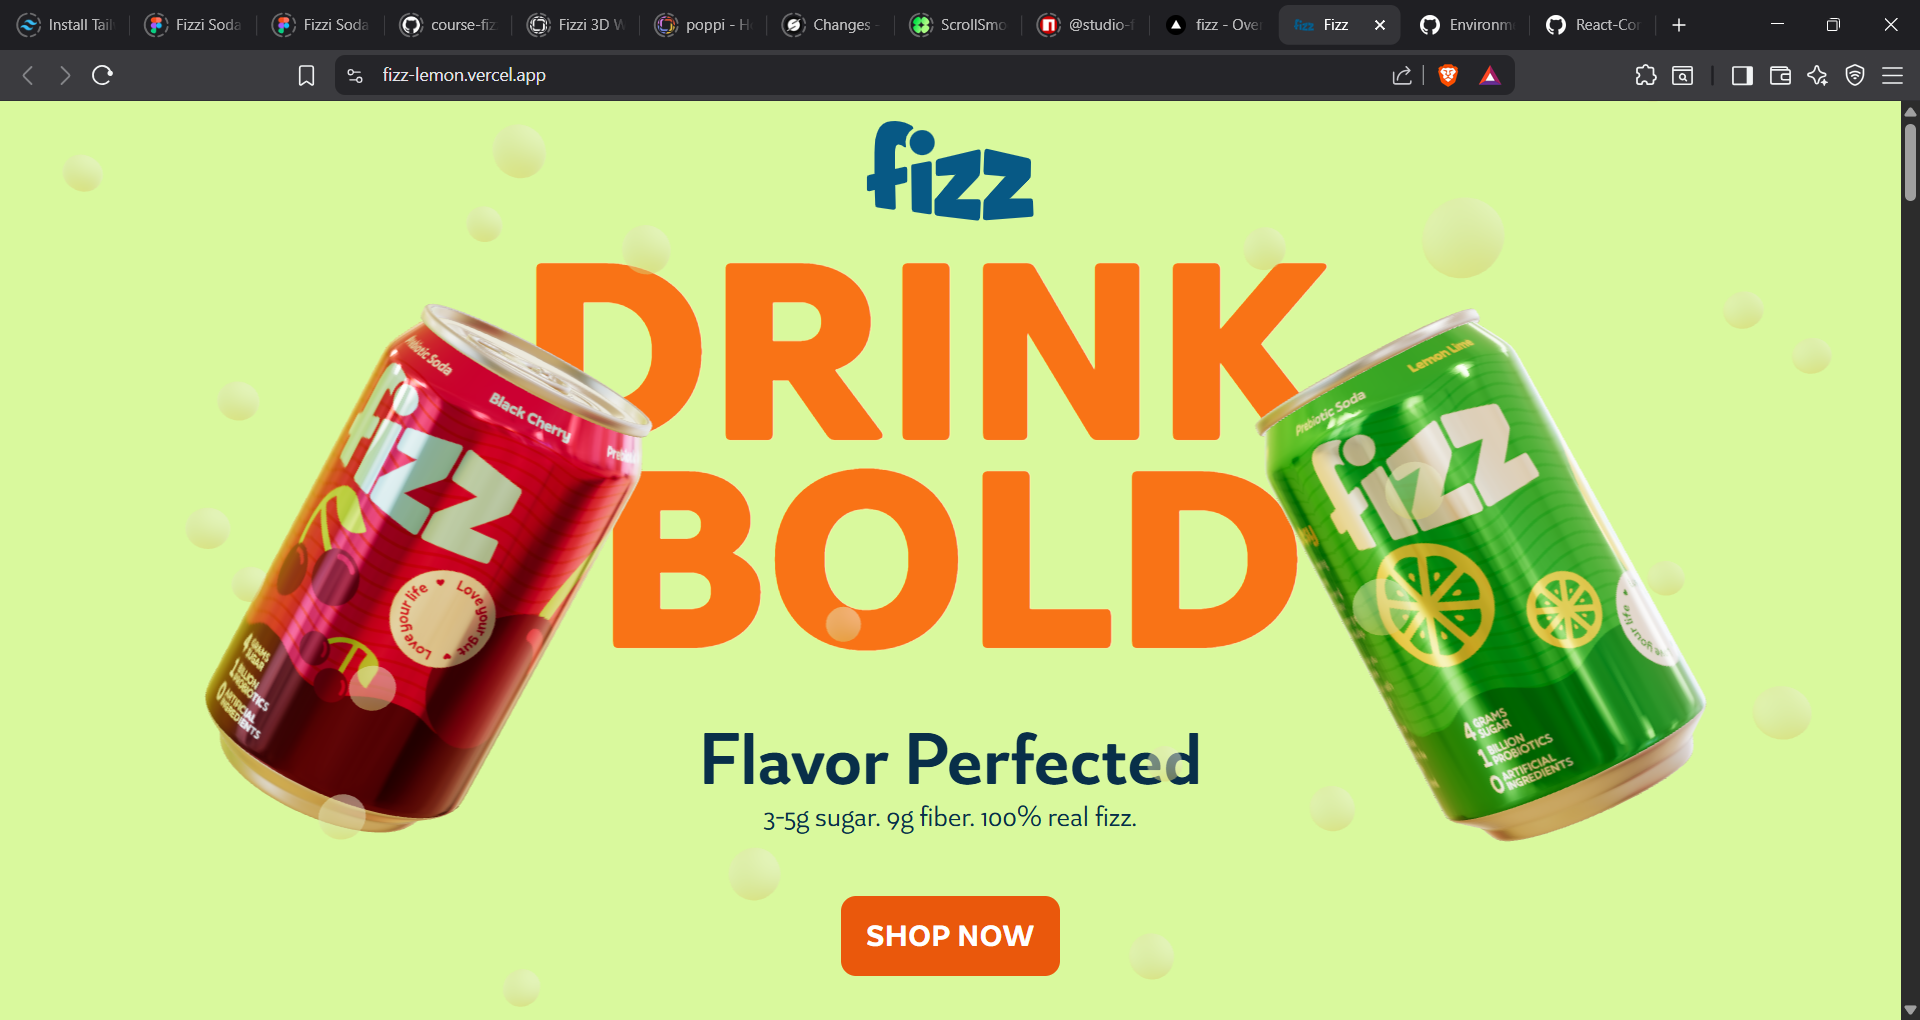 Install Tail
Fizzi Soda
Fizzi Soda
course-fiz
Fizzi 3D W
poppi - H
Changes -
ScrollSmo
@studio-f
fizz - Over
fizz Fizz
Environm
React-Cor
fizz-lemon.vercel.app
fizz
DRINK
BOLD
Prebiotic Soda
Black Cherry
fizz
Love your life
Love your gut
4 GRAMS
SUGAR
1 BILLION
PROBIOTICS
0 ARTIFICIAL
INGREDIENTS
Prebiotic Soda
Lemon Lime
fizz
4 GRAMS
SUGAR
1 BILLION
PROBIOTICS
0 ARTIFICIAL
INGREDIENTS
Flavor Perfected
3-5g sugar. 9g fiber. 100% real fizz.
SHOP NOW